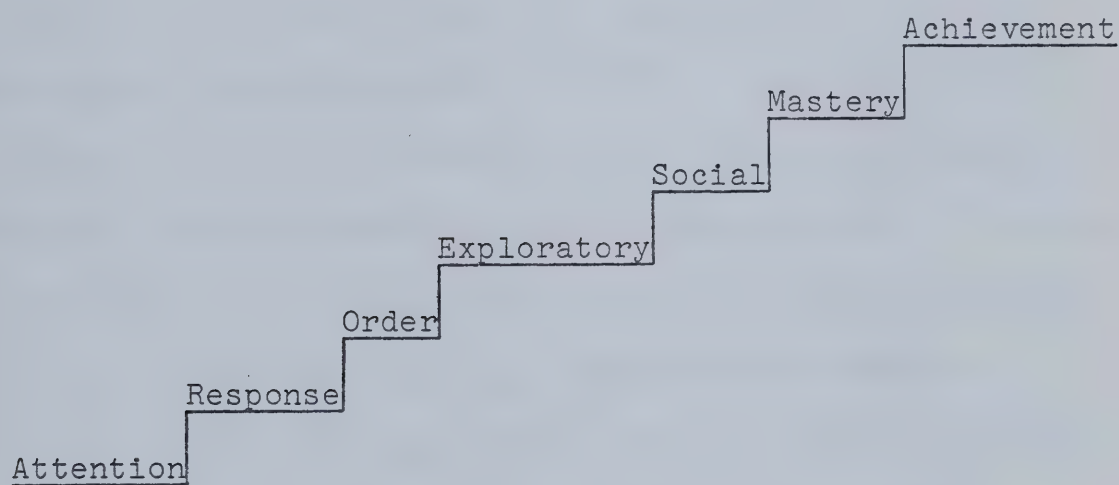 Achievement
Mastery
Social
Exploratory
Order
Response
Attention